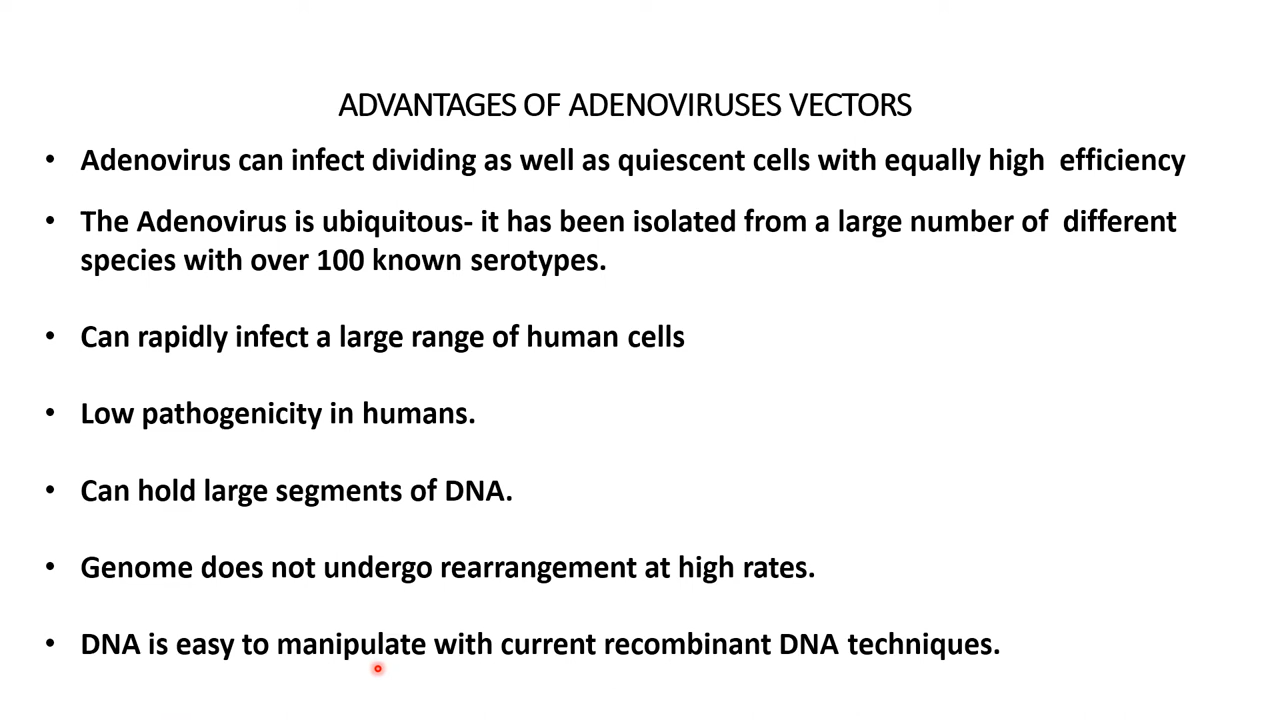 ADVANTAGES OF ADENOVIRUSES VECTORS
• Adenovirus can infect dividing as well as quiescent cells with equally high efficiency
• The Adenovirus is ubiquitous- it has been isolated from a large number of different
species with over 100 known serotypes.
• Can rapidly infect a large range of human cells
• Low pathogenicity in humans.
• Can hold large segments of DNA.
• Genome does not undergo rearrangement at high rates.
• DNA is easy to manipulate with current recombinant DNA techniques.